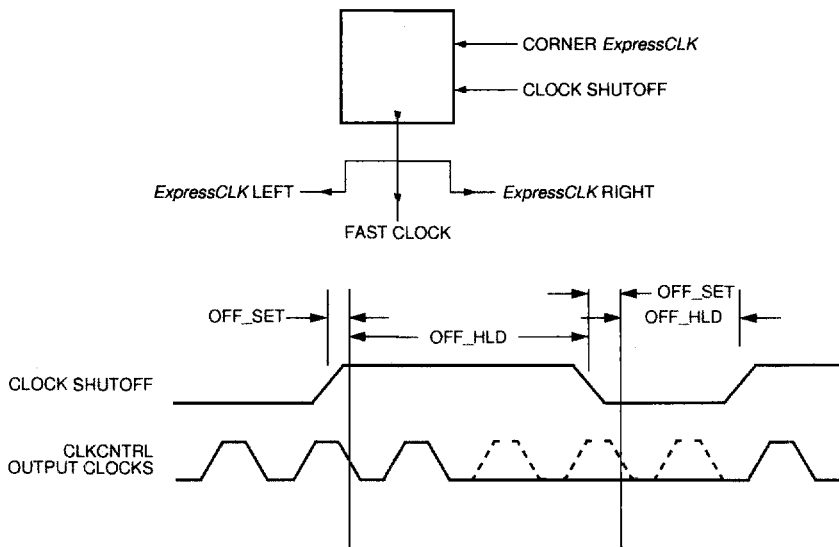 CORNER ExpressCLK
CLOCK SHUTOFF
ExpressCLK LEFT
ExpressCLK RIGHT
FAST CLOCK
OFF_SET
OFF_SET
OFF_HLD
OFF_HLD
CLOCK SHUTOFF
CLKCNTRL
OUTPUT CLOCKS